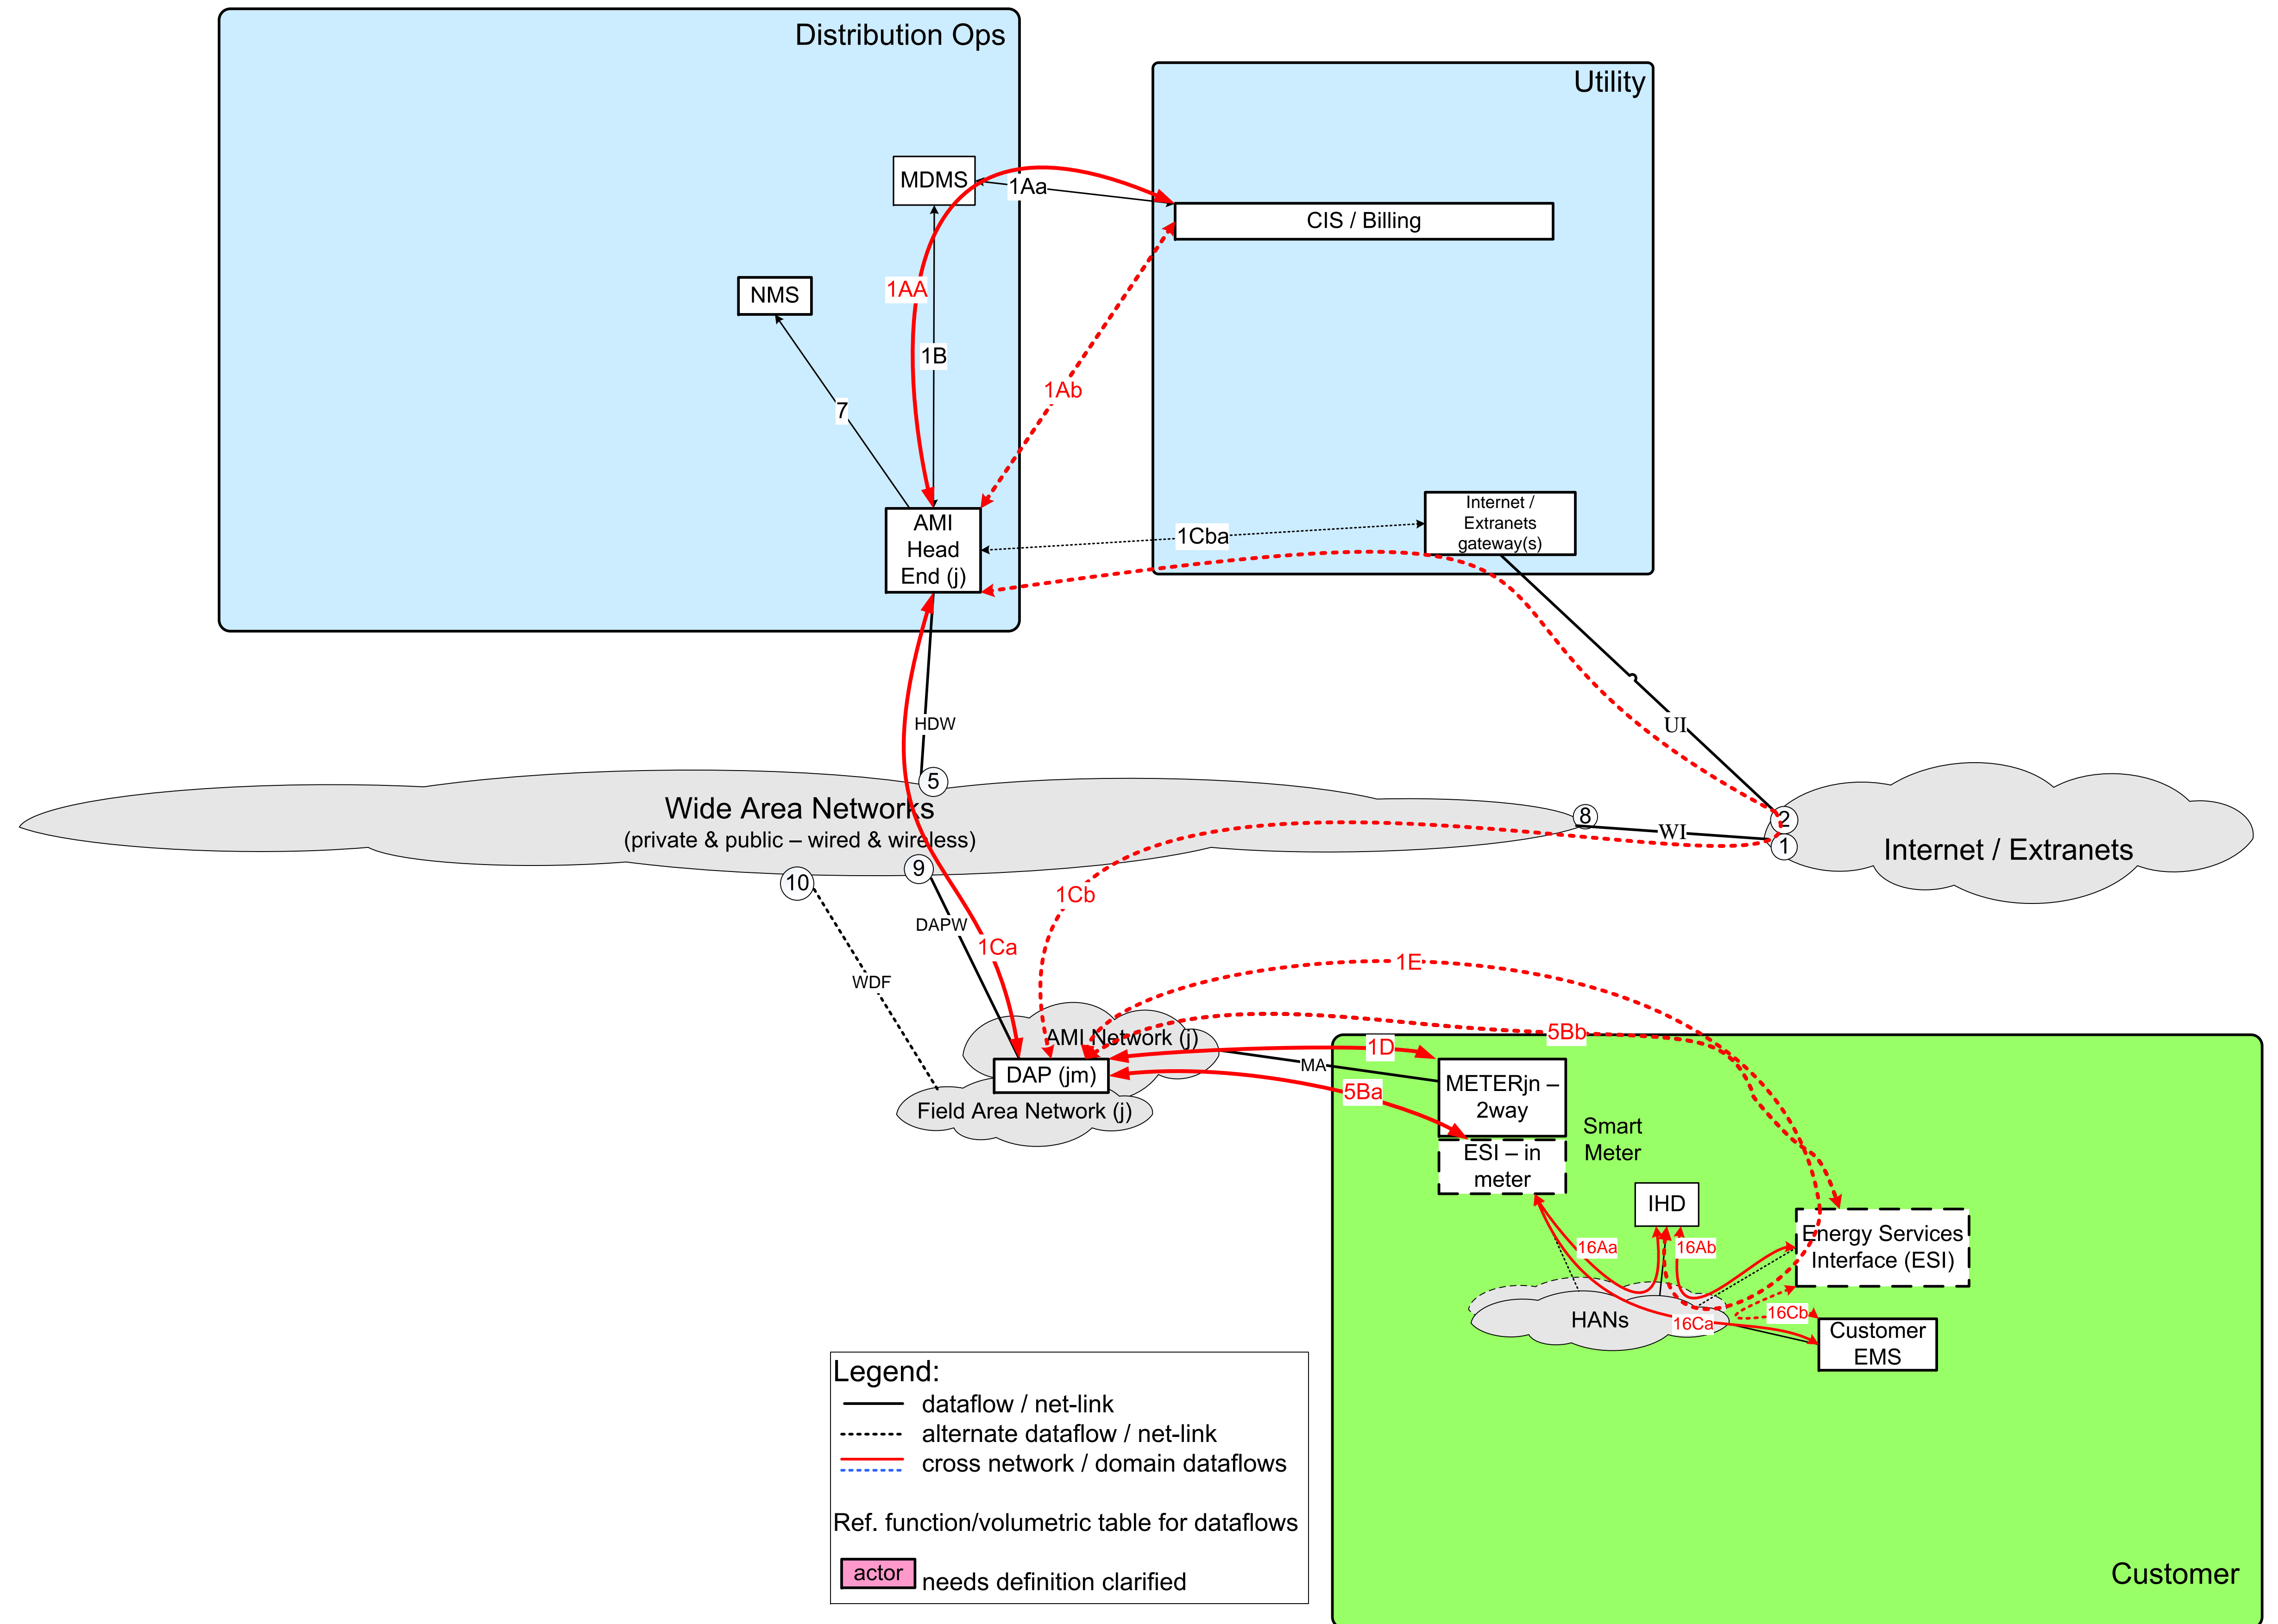 Distribution Ops
Utility
MDMS
1Aa
CIS / Billing
NMS
1AA
1B
1Ab
7
AMI
Head
End (j)
1Cba
Internet /
Extranets
gateway(s)
HDW
UI
5
Wide Area Networks
(private & public – wired & wireless)
8
WI
2
1
Internet / Extranets
9
10
1Cb
DAPW
1Ca
WDF
1E
AMI Network (j)
5Bb
1D
MA
DAP (jm)
METERjn –
2way
5Ba
Field Area Network (j)
Smart
Meter
ESI – in
meter
IHD
Energy Services
Interface (ESI)
16Aa
16Ab
HANs
16Ca
16Cb
Customer
EMS
Legend:
dataflow / net-link
alternate dataflow / net-link
cross network / domain dataflows
Ref. function/volumetric table for dataflows
actor
needs definition clarified
Customer